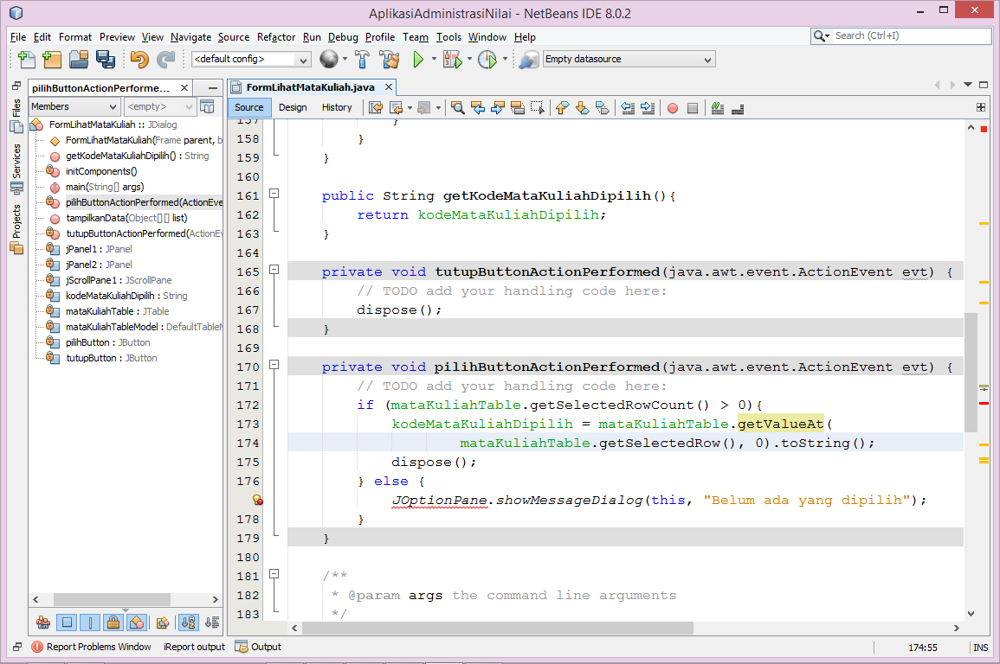 AplikasiAdministrasiNilai - NetBeans IDE 8.0.2
File Edit Format Preview View Navigate Source Refactor Run Debug Profile Team Tools Window Help
Search (Ctrl+I)
<default config>
Empty datasource
pilihButtonActionPerforme...
Members
<empty>
Files
Services
Projects
FormLihatMataKuliah :: JDialog
FormLihatMataKuliah(Frame parent, b
getKodeMataKuliahDipilih() : String
initComponents()
main(String[] args)
pilihButtonActionPerformed(ActionEve
tampilkanData(Object[][] list)
tutupButtonActionPerformed(ActionEv
jPanel1 : JPanel
jPanel2 : JPanel
jScrollPane1 : JScrollPane
kodeMataKuliahDipilih : String
mataKuliahTable : JTable
mataKuliahTableModel : DefaultTableM
pilihButton : JButton
tutupButton : JButton
FormLihatMataKuliah.java
Source Design History
157 }
158 }
159 }
160
161 public String getKodeMataKuliahDipilih(){
162 return kodeMataKuliahDipilih;
163 }
164
165 private void tutupButtonActionPerformed(java.awt.event.ActionEvent evt) {
166 // TODO add your handling code here:
167 dispose();
168 }
169
170 private void pilihButtonActionPerformed(java.awt.event.ActionEvent evt) {
171 // TODO add your handling code here:
172 if (mataKuliahTable.getSelectedRowCount() > 0){
173 kodeMataKuliahDipilih = mataKuliahTable.getValueAt(
174 mataKuliahTable.getSelectedRow(), 0).toString();
175 dispose();
176 } else {
JOptionPane.showMessageDialog(this, "Belum ada yang dipilih");
178 }
179 }
180
181 /**
182 * @param args the command line arguments
183 */
Report Problems Window iReport output Output
174:55 INS